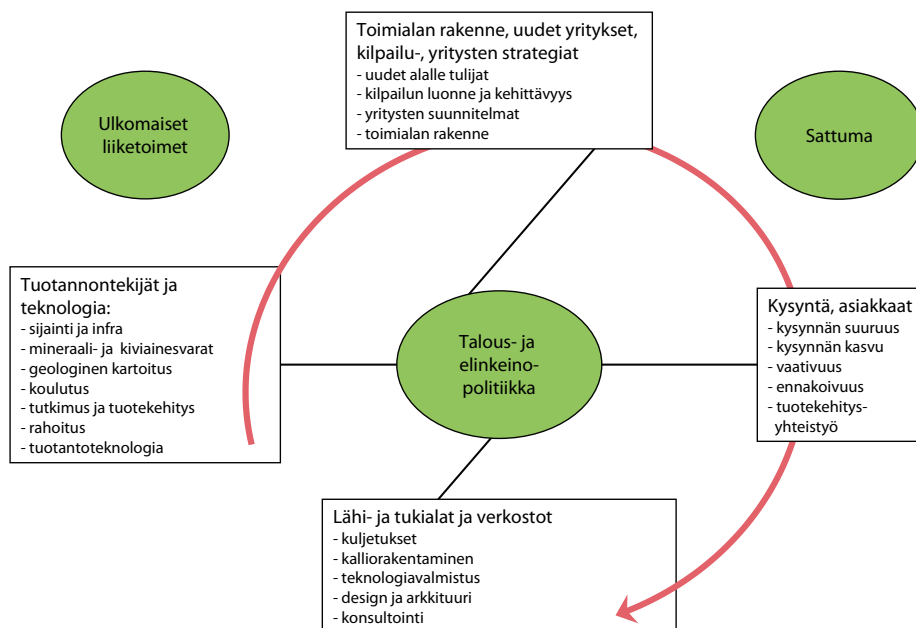 Toimialan rakenne, uudet yritykset,
kilpailu-, yritysten strategiat
- uudet alalle tulijat
- kilpailun luonne ja kehittävyys
- yritysten suunnitelmat
- toimialan rakenne
Ulkomaiset
liiketoimet
Sattuma
Tuotannontekijät ja
teknologia:
- sijainti ja infra
- mineraali- ja kiviainesvarat
- geologinen kartoitus
- koulutus
- tutkimus ja tuotekehitys
- rahoitus
- tuotantoteknologia
Talous- ja
elinkeino-
politiikka
Kysyntä, asiakkaat
- kysynnän suuruus
- kysynnän kasvu
- vaativuus
- ennakoivuus
- tuotekehitys-
yhteistyö
Lähi- ja tukialat ja verkostot
- kuljetukset
- kalliorakentaminen
- teknologiavalmistus
- design ja arkkituuri
- konsultointi